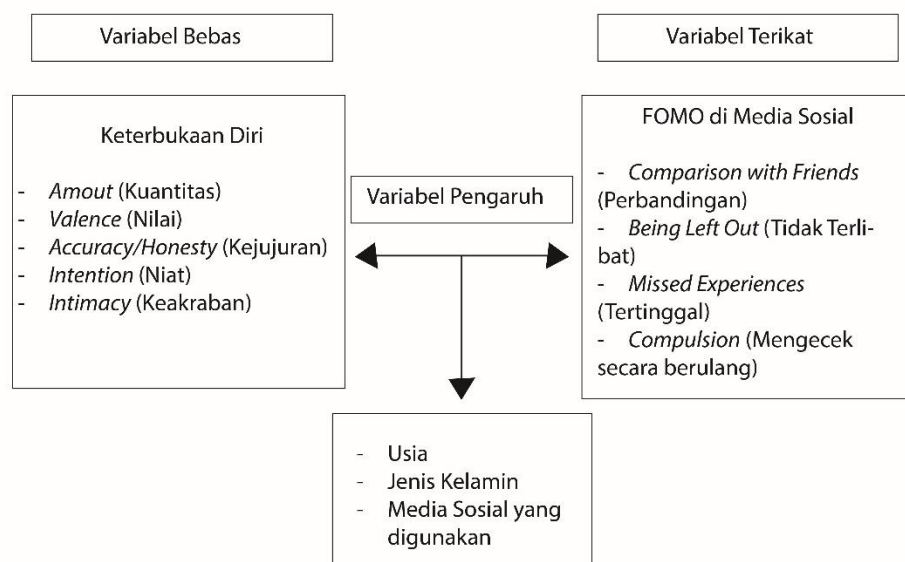 Variabel Bebas
Variabel Terikat
Keterbukaan Diri
- Amout (Kuantitas)
- Valence (Nilai)
- Accuracy/Honesty (Kejujuran)
- Intention (Niat)
- Intimacy (Keakraban)
Variabel Pengaruh
FOMO di Media Sosial
- Comparison with Friends
(Perbandingan)
- Being Left Out (Tidak Terli-
bat)
- Missed Experiences
(Tertinggal)
- Compulsion (Mengecek
secara berulang)
- Usia
- Jenis Kelamin
- Media Sosial yang
digunakan